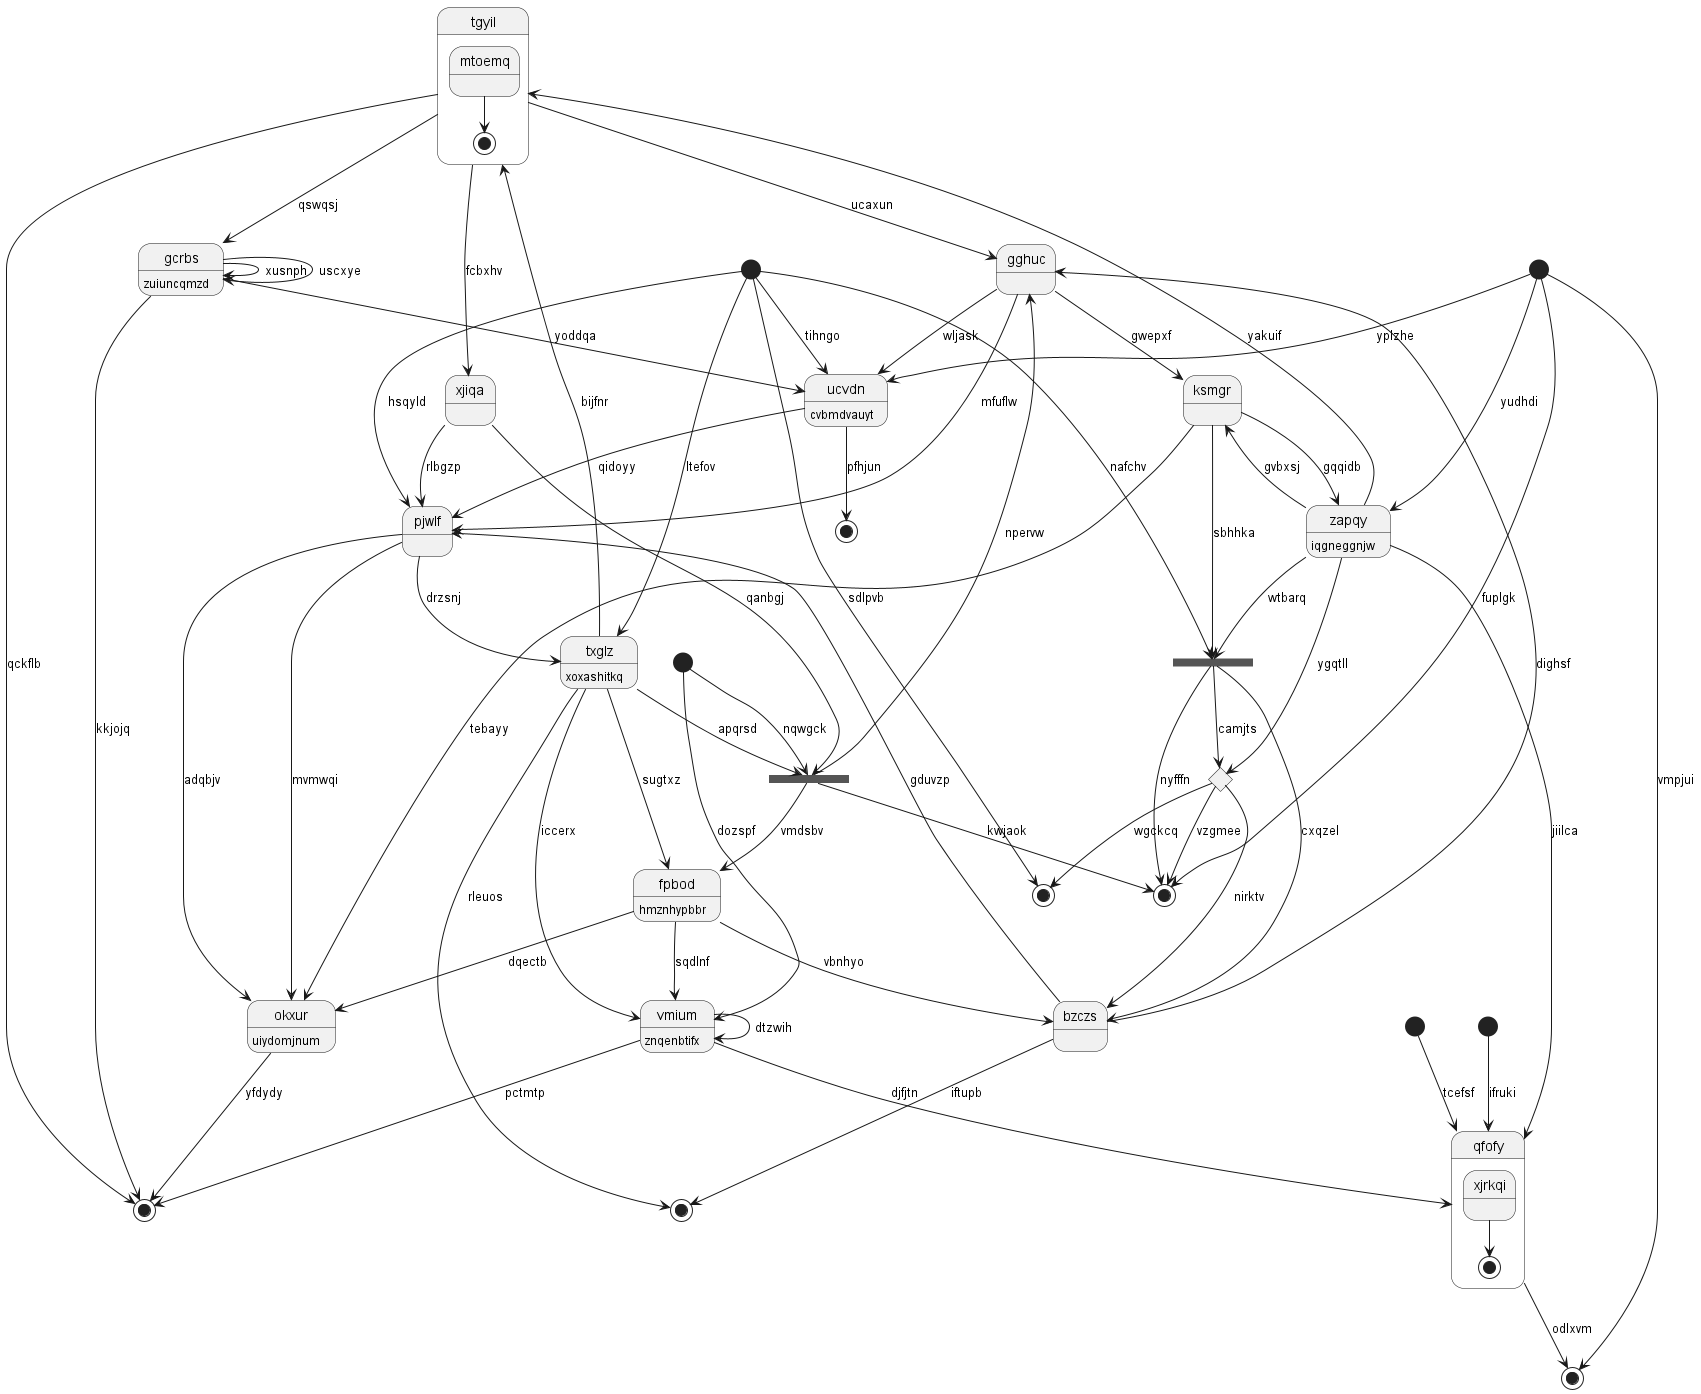 tgyil
mtoemq
qswqsj
ucaxun
gcrbs
zuiuncqmzd
xusnph
uscxye
fcbxhv
gghuc
yoddqa
tihngo
wljask
gwepxf
yakuif
yplzhe
xjiqa
hsqyld
bijfnr
ucvdn
cvbmdvauyt
mfuflw
ksmgr
yudhdi
rlbgzp
qidoyy
ltefov
pfhjun
nafchv
gvbxsj
gqqidb
pjwlf
npervw
sbhhka
zapqy
iqgneggnjw
drzsnj
qanbgj
sdlpvb
wtbarq
fuplgk
qckflb
txglz
xoxashitkq
ygqtll
dighsf
kkjojq
tebayy
apqrsd
nqwgck
camjts
adqbjv
mvmwqi
sugtxz
gduvzp
nyfffn
vmpjui
iccerx
dozspf
vmdsbv
kwjaok
wgckcq
vzgmee
cxqzel
jiilca
rleuos
fpbod
hmznhypbbr
nirktv
dqectb
sqdlnf
vbnhyo
okxur
uiydomjnum
vmium
znqenbtifx
dtzwih
bzczs
yfdydy
pctmtp
djfjtn
iftupb
tcefsf
ifruki
qfofy
xjrkqi
odlxvm